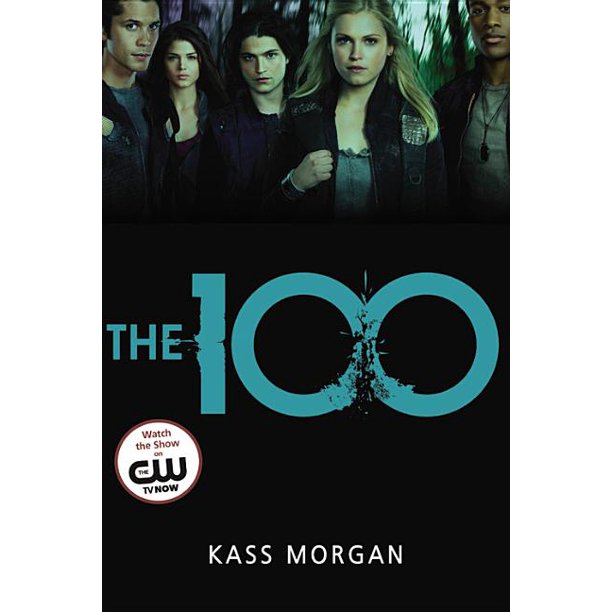 THE 100
Watch
the Show
on
THE CW
TV NOW
KASS MORGAN